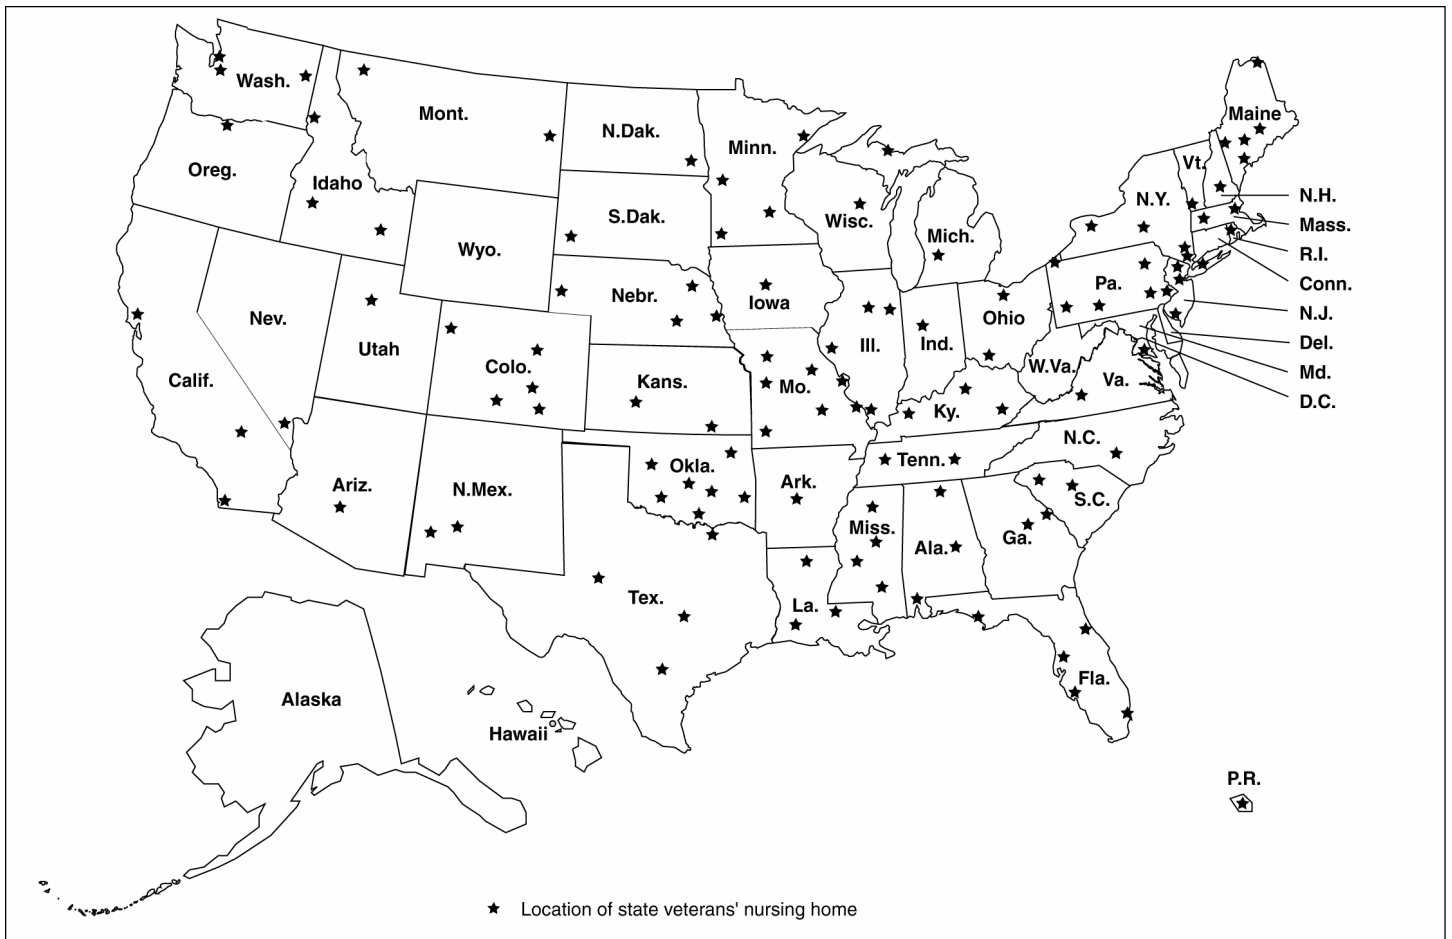 Wash.
Mont.
N.Dak.
Minn.
Maine
Vt.
Oreg.
Idaho
S.Dak.
Wisc.
Mich.
N.Y.
N.H.
Mass.
R.I.
Conn.
N.J.
Del.
Md.
D.C.
Wyo.
Nebr.
Iowa
Pa.
Nev.
Utah
Colo.
Ill.
Ind.
Ohio
W.Va.
Va.
Calif.
Kans.
Mo.
Ky.
N.C.
Ariz.
N.Mex.
Okla.
Ark.
Tenn.
S.C.
Miss.
Ala.
Ga.
Tex.
La.
Fla.
Alaska
Hawaii
P.R.
Location of state veterans' nursing home